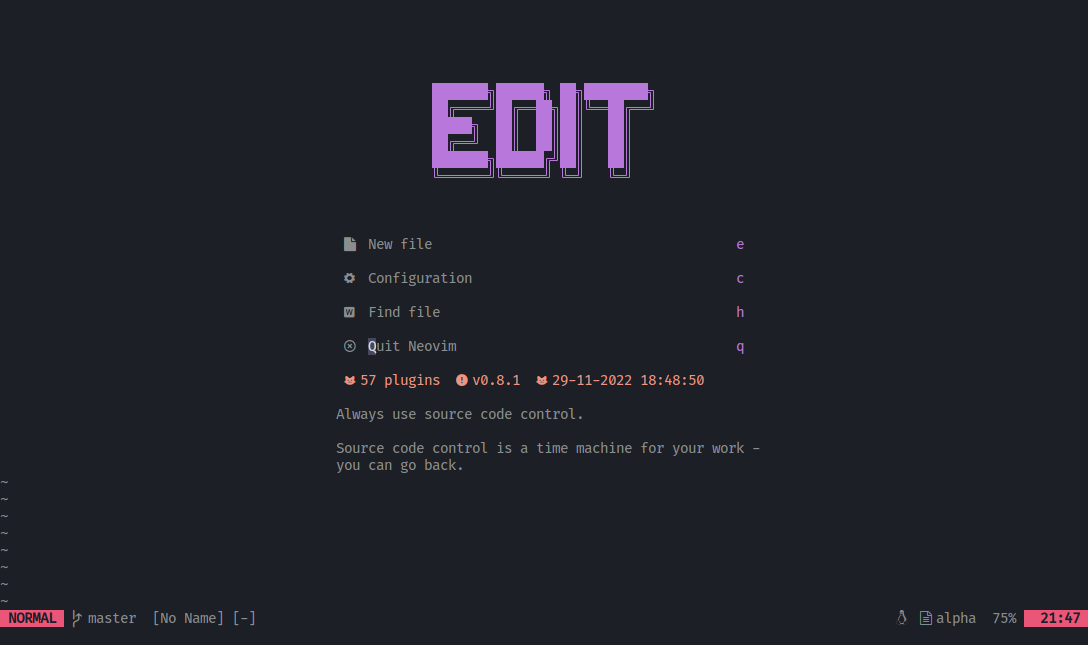 EDIT
New file e
Configuration c
Find file h
Quit Neovim q
57 plugins v0.8.1 29-11-2022 18:48:50
Always use source code control.
Source code control is a time machine for your work –
you can go back.
~
~
~
~
~
~
~
~
NORMAL master [No Name] [-] alpha 75% 21:47